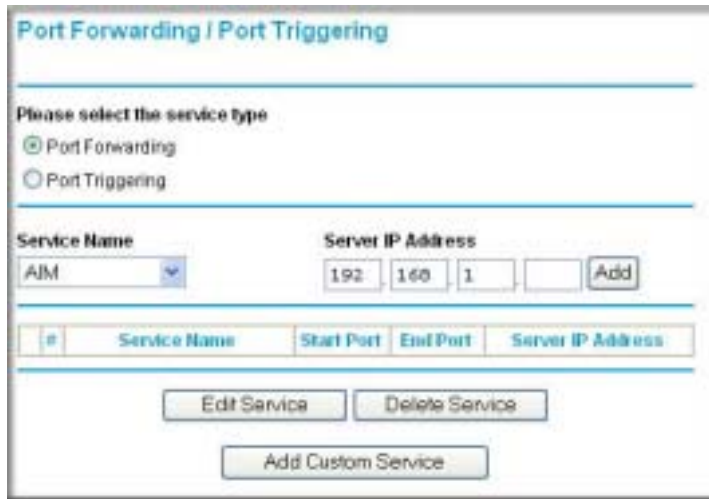 Port Forwarding / Port Triggering
Please select the service type
Port Forwarding
Port Triggering
Service Name Server IP Address
AIM 192 . 168 . 1 . Add
# Service Name Start Port End Port Server IP Address
Edit Service Delete Service
Add Custom Service